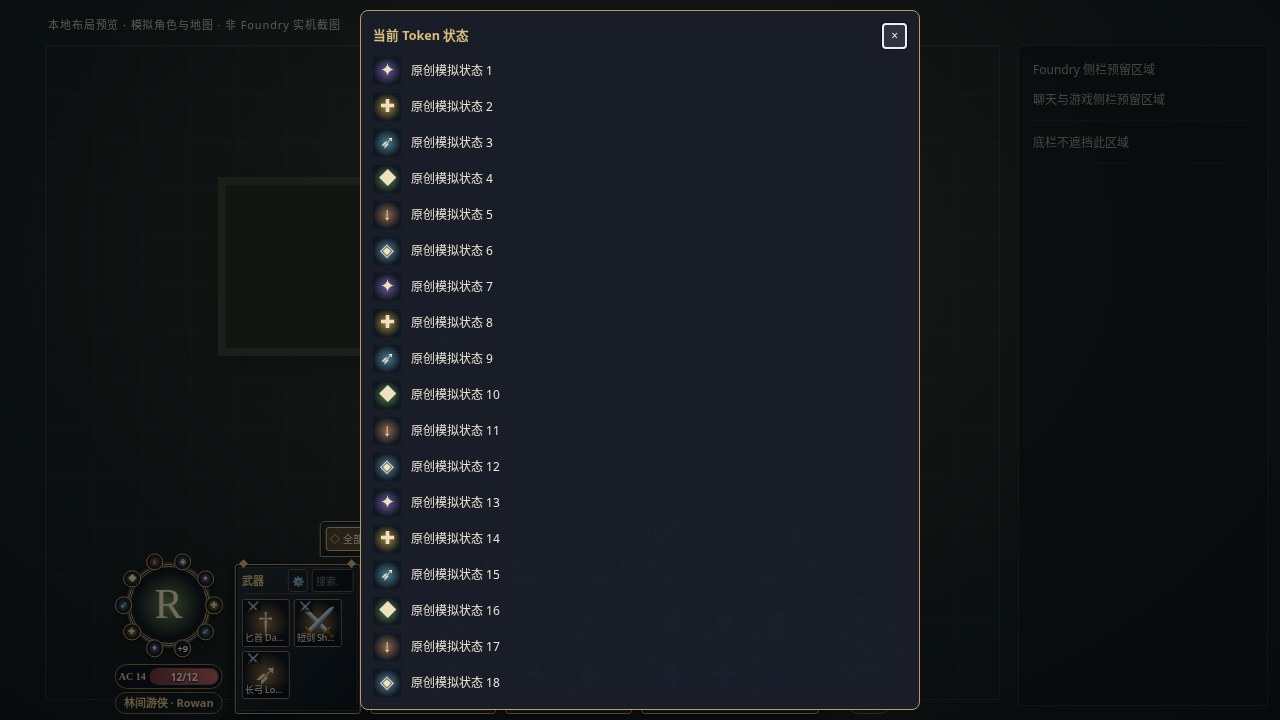 本地布局预览 · 模拟角色与地图 · 非 Foundry 实机截图
当前 Token 状态
×
原创模拟状态 1
原创模拟状态 2
原创模拟状态 3
原创模拟状态 4
原创模拟状态 5
原创模拟状态 6
原创模拟状态 7
原创模拟状态 8
原创模拟状态 9
原创模拟状态 10
原创模拟状态 11
原创模拟状态 12
原创模拟状态 13
原创模拟状态 14
原创模拟状态 15
原创模拟状态 16
原创模拟状态 17
原创模拟状态 18
Foundry 侧栏预留区域
聊天与游戏侧栏预留区域
底栏不遮挡此区域
全部
R
+9
AC 14
12/12
林间游侠 · Rowan
武器
搜索.
匕首 Da...
短剑 Sh...
长弓 Lo...